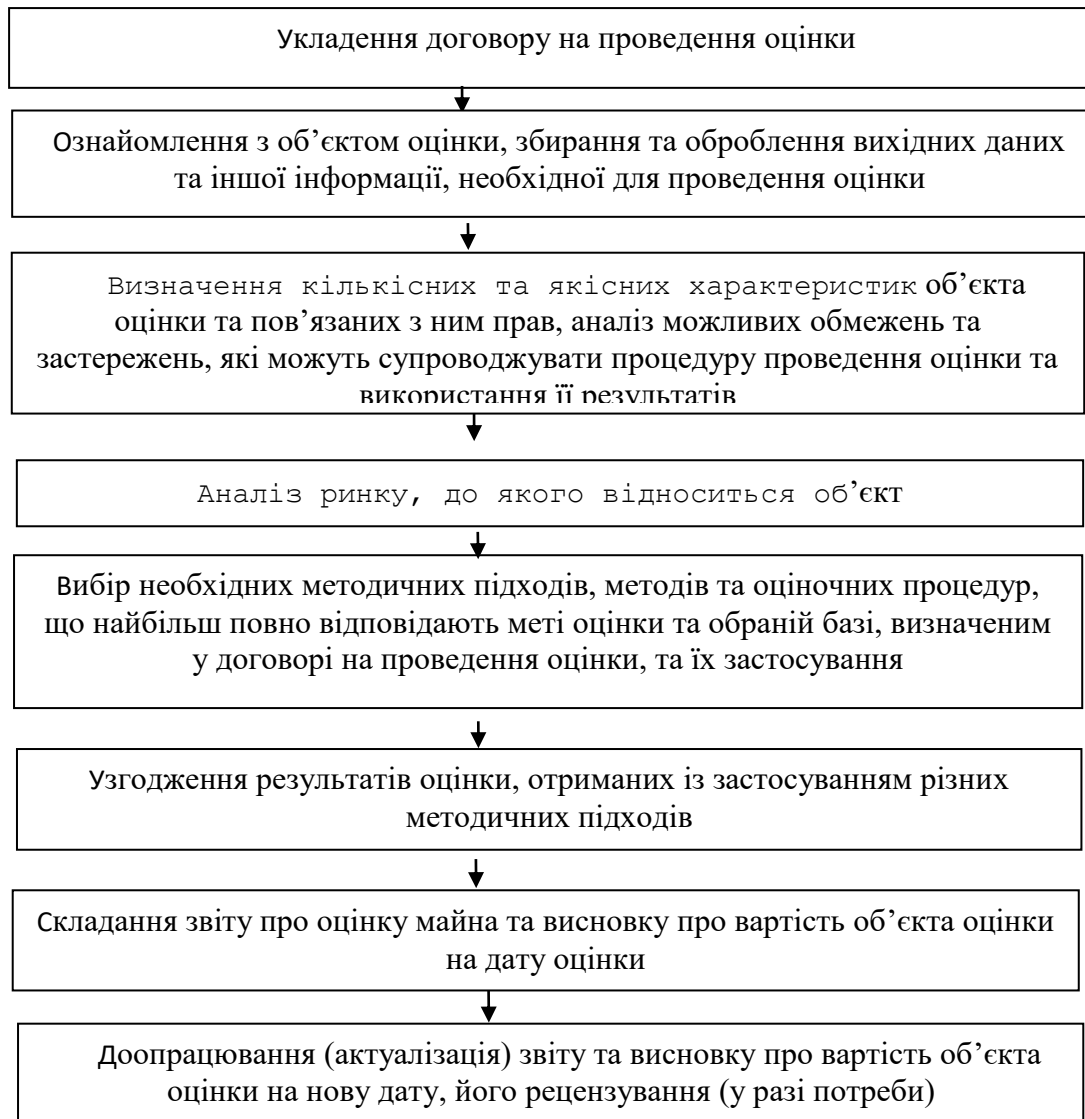 Укладення договору на проведення оцінки
Ознайомлення з об’єктом оцінки, збирання та оброблення вихідних даних
та іншої інформації, необхідної для проведення оцінки
Визначення кількісних та якісних характеристик об’єкта
оцінки та пов’язаних з ним прав, аналіз можливих обмежень та
застережень, які можуть супроводжувати процедуру проведення оцінки та
використання її результатів
Аналіз ринку, до якого відноситься об’єкт
Вибір необхідних методичних підходів, методів та оціночних процедур,
що найбільш повно відповідають меті оцінки та обраній базі, визначеним
у договорі на проведення оцінки, та їх застосування
Узгодження результатів оцінки, отриманих із застосуванням різних
методичних підходів
Складання звіту про оцінку майна та висновку про вартість об’єкта оцінки
на дату оцінки
Доопрацювання (актуалізація) звіту та висновку про вартість об’єкта
оцінки на нову дату, його рецензування (у разі потреби)